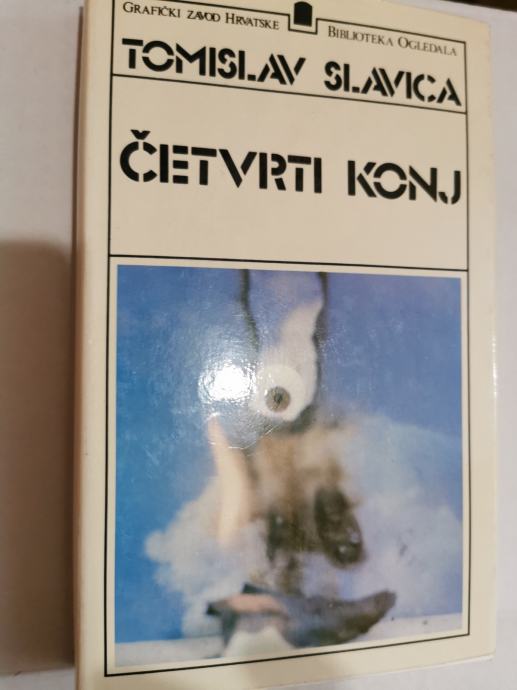 GRAFIČKI ZAVOD HRVATSKE
BIBLIOTEKA OGLEDALA
TOMISLAV SLAVICA
ČETVRTI KONJ